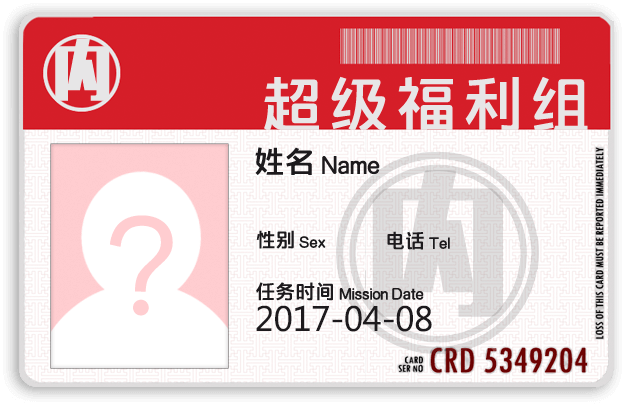 内
超级福利组
姓名 Name
性别 Sex 电话 Tel
任务时间 Mission Date
2017-04-08
CARD
SER NO CRD 5349204
LOSS OF THIS CARD MUST BE REPORTED IMMEDIATELY
内
?